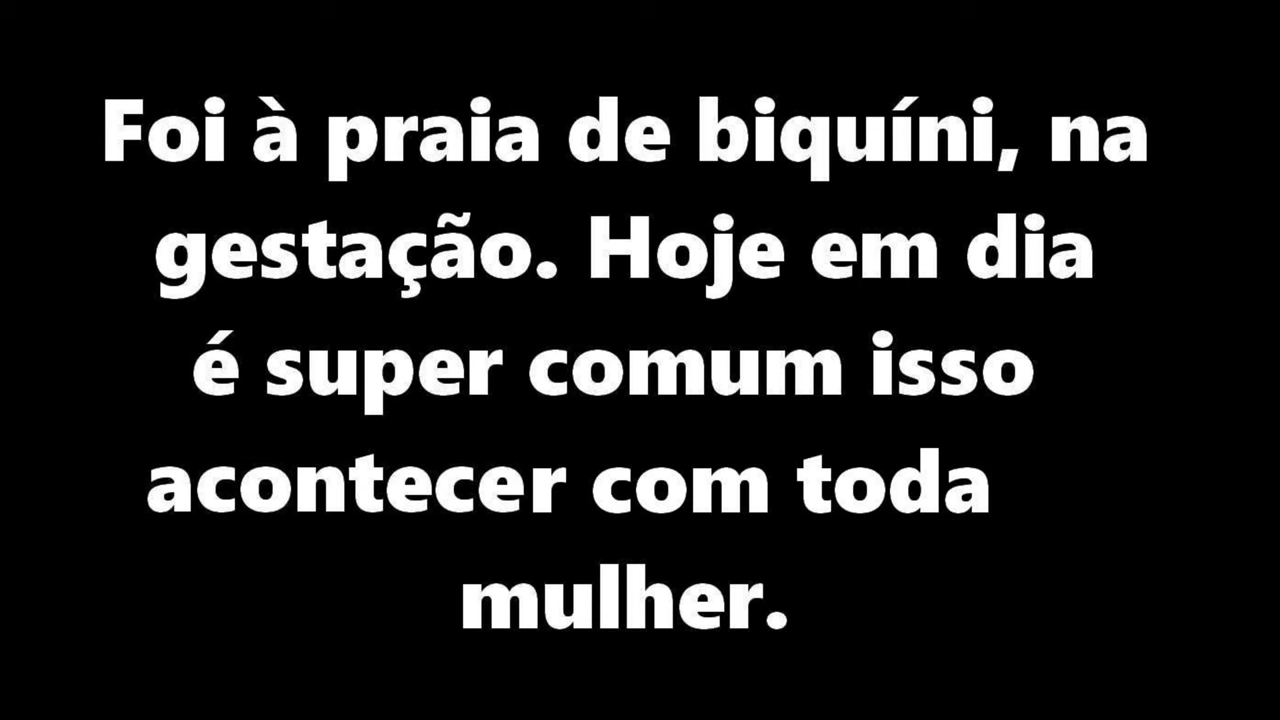 Foi à praia de biquíni, na
gestação. Hoje em dia
é super comum isso
acontecer com toda
mulher.